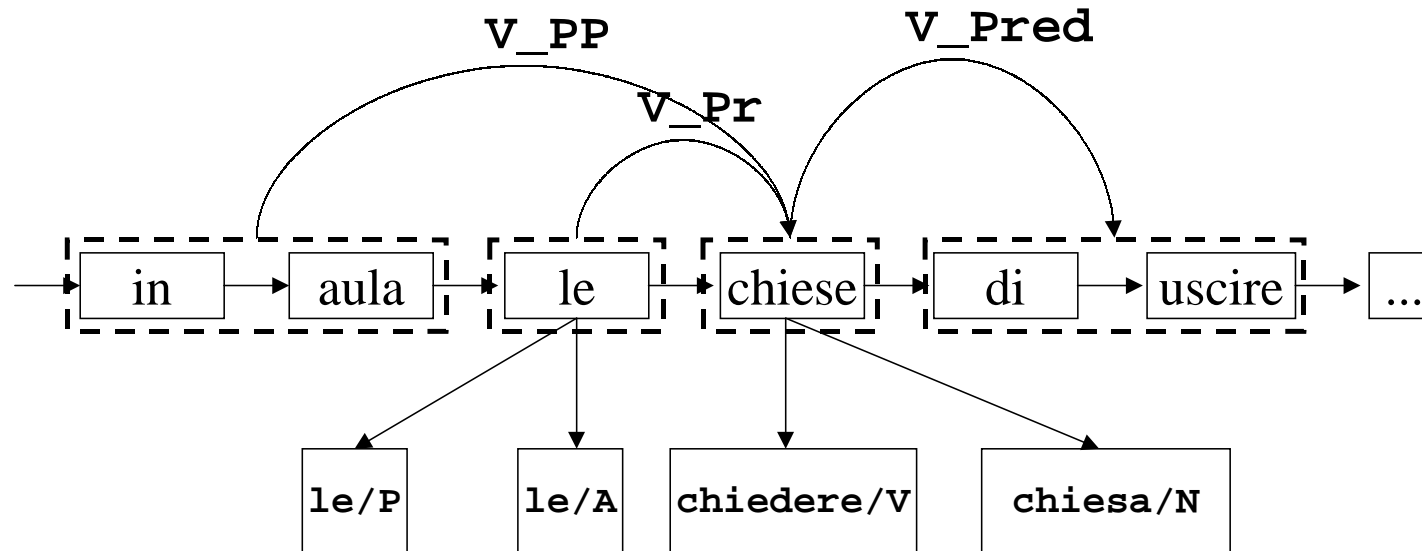 V_PP V_Pred
V_Pr
in aula le chiese di uscire ...
le/P le/A chiedere/V chiesa/N